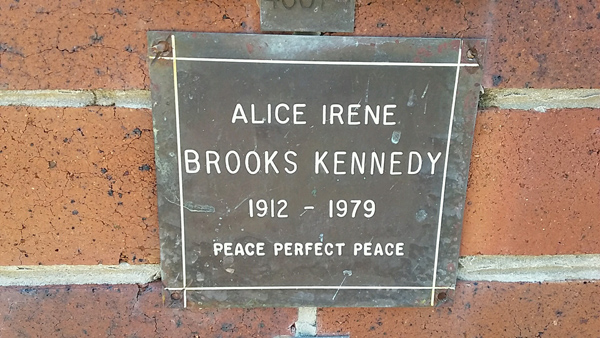 ALICE IRENE
BROOKS KENNEDY
1912 - 1979
PEACE PERFECT PEACE